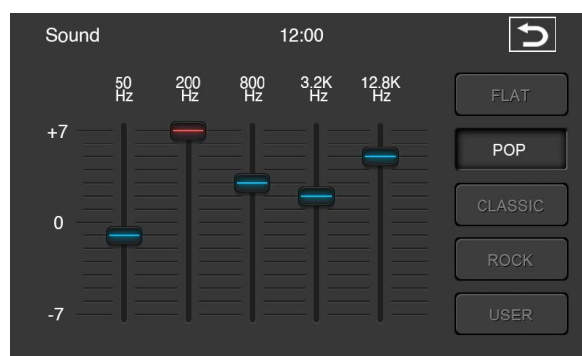 Sound 12:00
50 200 800 3.2K 12.8K
Hz Hz Hz Hz Hz
FLAT
+7
POP
CLASSIC
0
ROCK
-7 USER